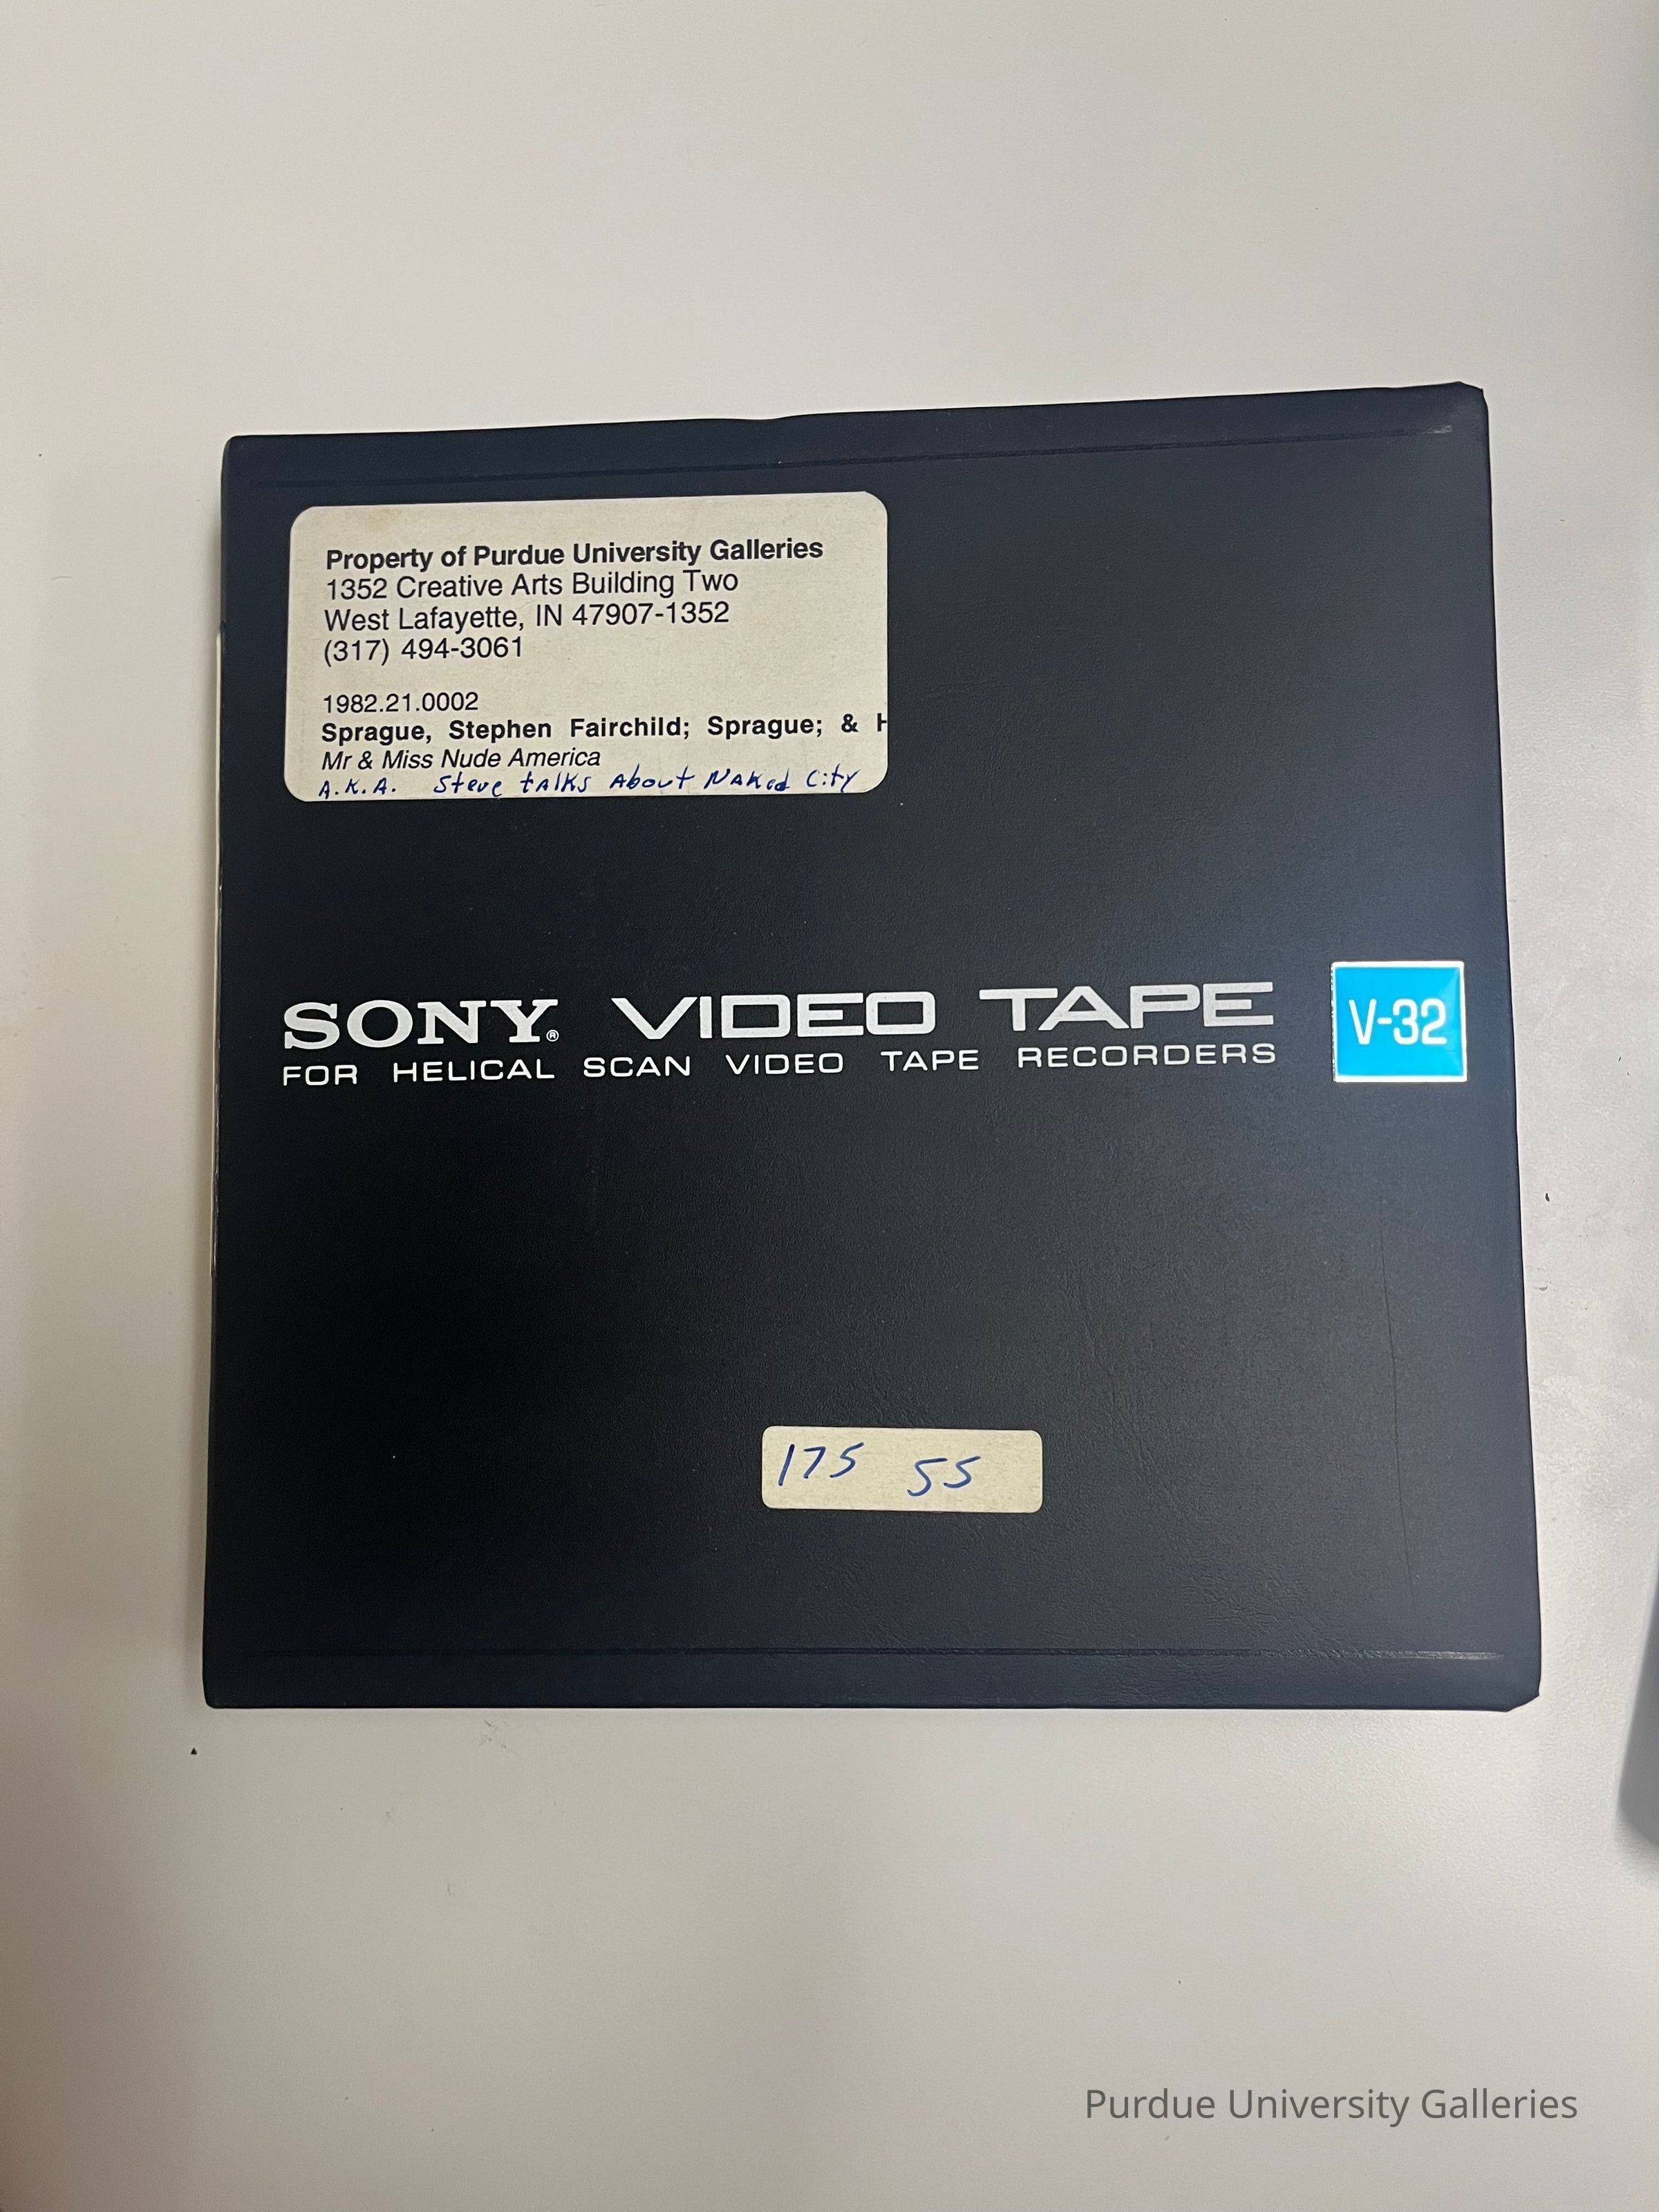 Property of Purdue University Galleries
1352 Creative Arts Building Two
West Lafayette, IN 47907-1352
(317) 494-3061
1982.21.0002
Sprague, Stephen Fairchild; Sprague; &
Mr & Miss Nude America
A.K.A. Steve talks About Naked City
SONY® VIDEO TAPE V-32
FOR HELICAL SCAN VIDEO TAPE RECORDERS
175 55
Purdue University Galleries